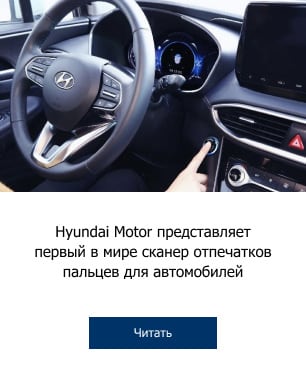 Hyundai Motor представляет
первый в мире сканер отпечатков
пальцев для автомобилей
Читать